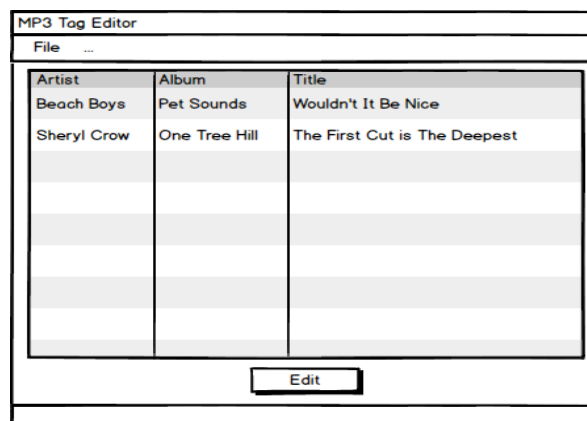 MP3 Tag Editor
File ...
Artist Album Title
Beach Boys Pet Sounds Wouldn't It Be Nice
Sheryl Crow One Tree Hill The First Cut is The Deepest
Edit